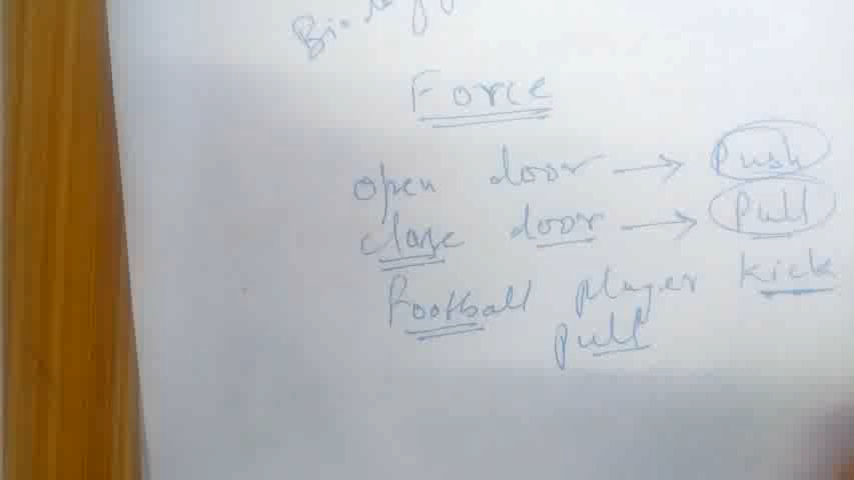 Force
open door → Push
close door → Pull
Football player kick
Pull